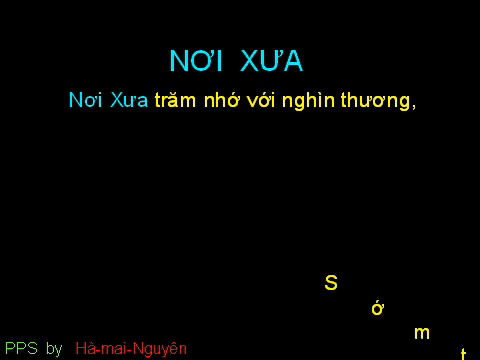 NƠI XƯA
Nơi Xưa trăm nhớ với nghìn thương,
S
ớ
m
t
PPS by Hà-mai-Nguyên